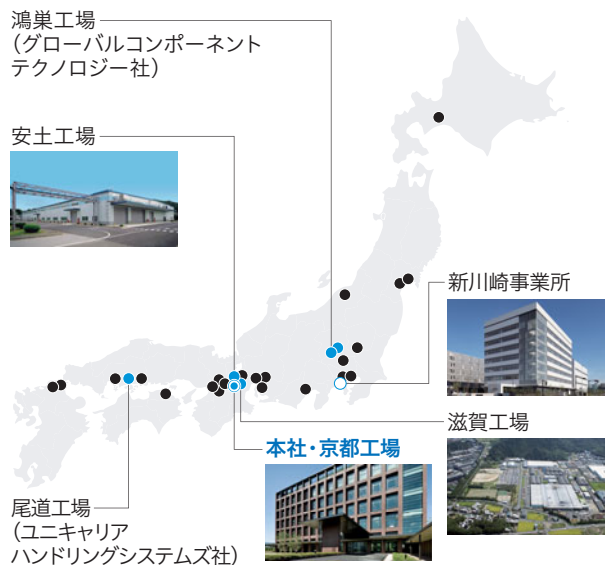 鴻巣工場
（グローバルコンポーネント
テクノロジー社）
安土工場
新川崎事業所
滋賀工場
本社・京都工場
尾道工場
（ユニキャリア
ハンドリングシステムズ社）